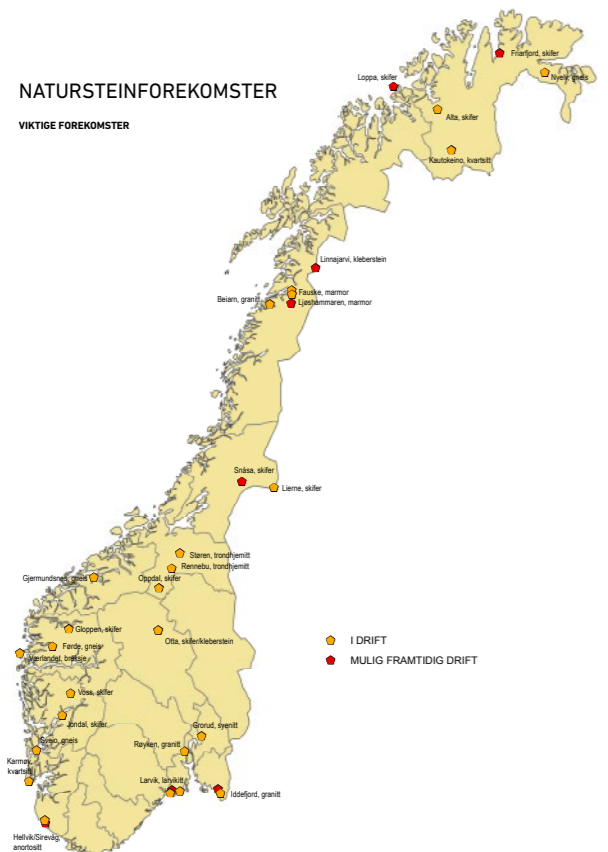 NATURSTEINFOREKOMSTER
VIKTIGE FOREKOMSTER
Friarfjord, skifer
Loppa, skifer
Nyelv, gneis
Alta, skifer
Kautokeino, kvartsitt
Linnajarvi, kleberstein
Fauske, marmor
Beiarn, granitt
Ljøshammaren, marmor
Snåsa, skifer
Lierne, skifer
Støren, trondhjemitt
Rennebu, trondhjemitt
Gjermundsnes, gneis
Oppdal, skifer
Gloppen, skifer
Otta, skifer/kleberstein
Førde, gneis
Værlandet, breksje
I DRIFT
MULIG FRAMTIDIG DRIFT
Voss, skifer
Jondal, skifer
Grorud, syenitt
Sveio, gneis
Røyken, granitt
Karmøy,
kvartsitt
Larvik, larvikitt
Iddefjord, granitt
Hellvik/Sirevåg,
anortositt